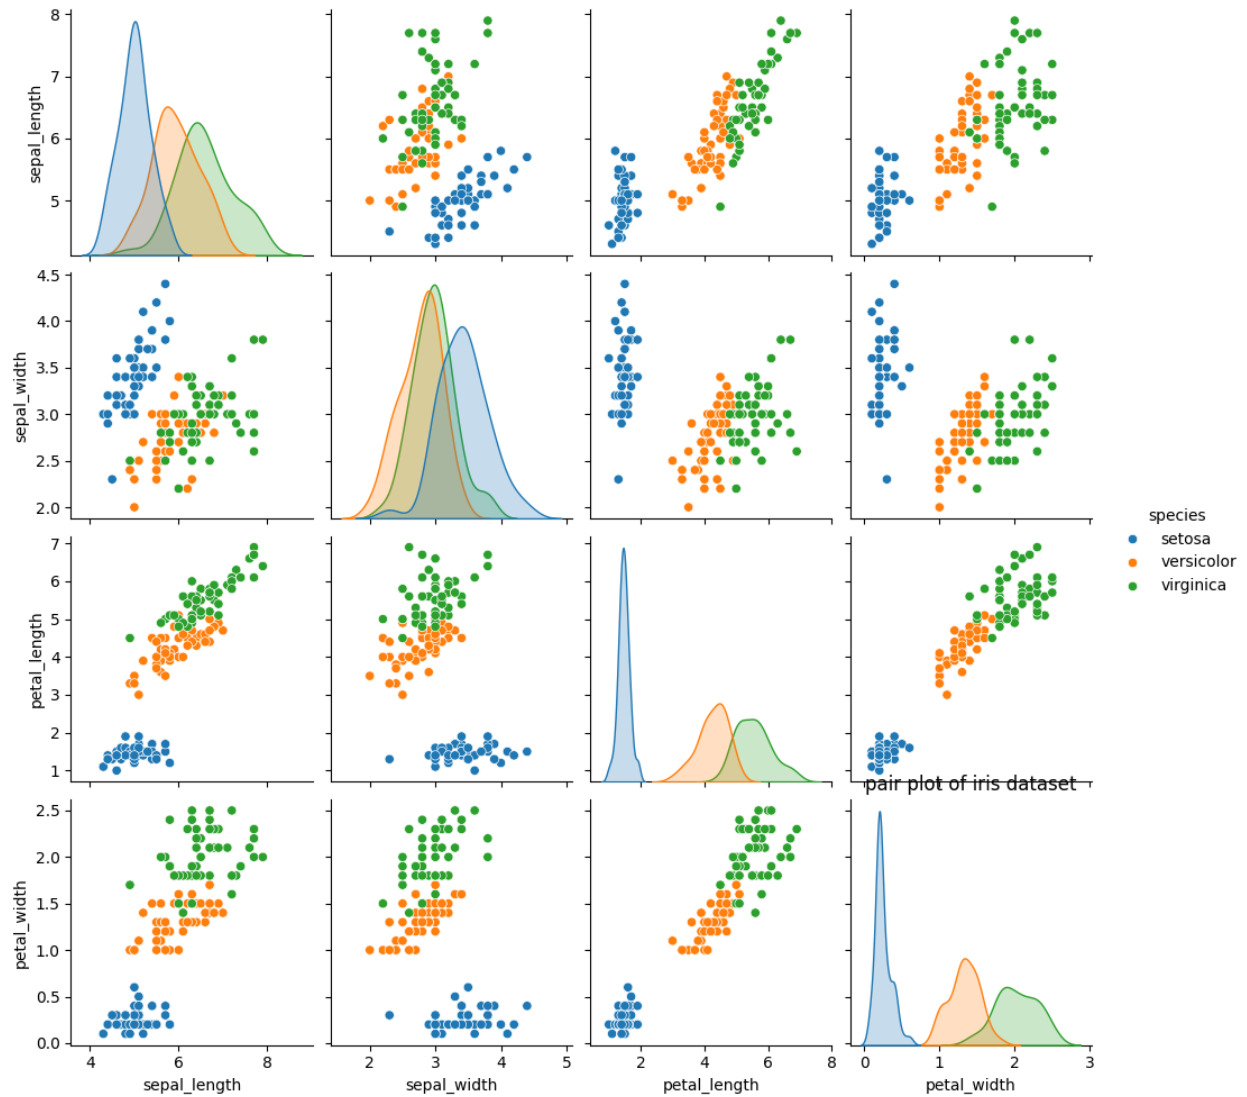 8
7
6
5
sepal_length
4.5
4.0
3.5
3.0
2.5
2.0
sepal_width
species
setosa
versicolor
virginica
7
6
5
4
3
2
1
petal_length
pair plot of iris dataset
2.5
2.0
1.5
1.0
0.5
0.0
petal_width
4 6 8
2 3 4 5
2 4 6 8
0 1 2 3
sepal_length sepal_width petal_length petal_width